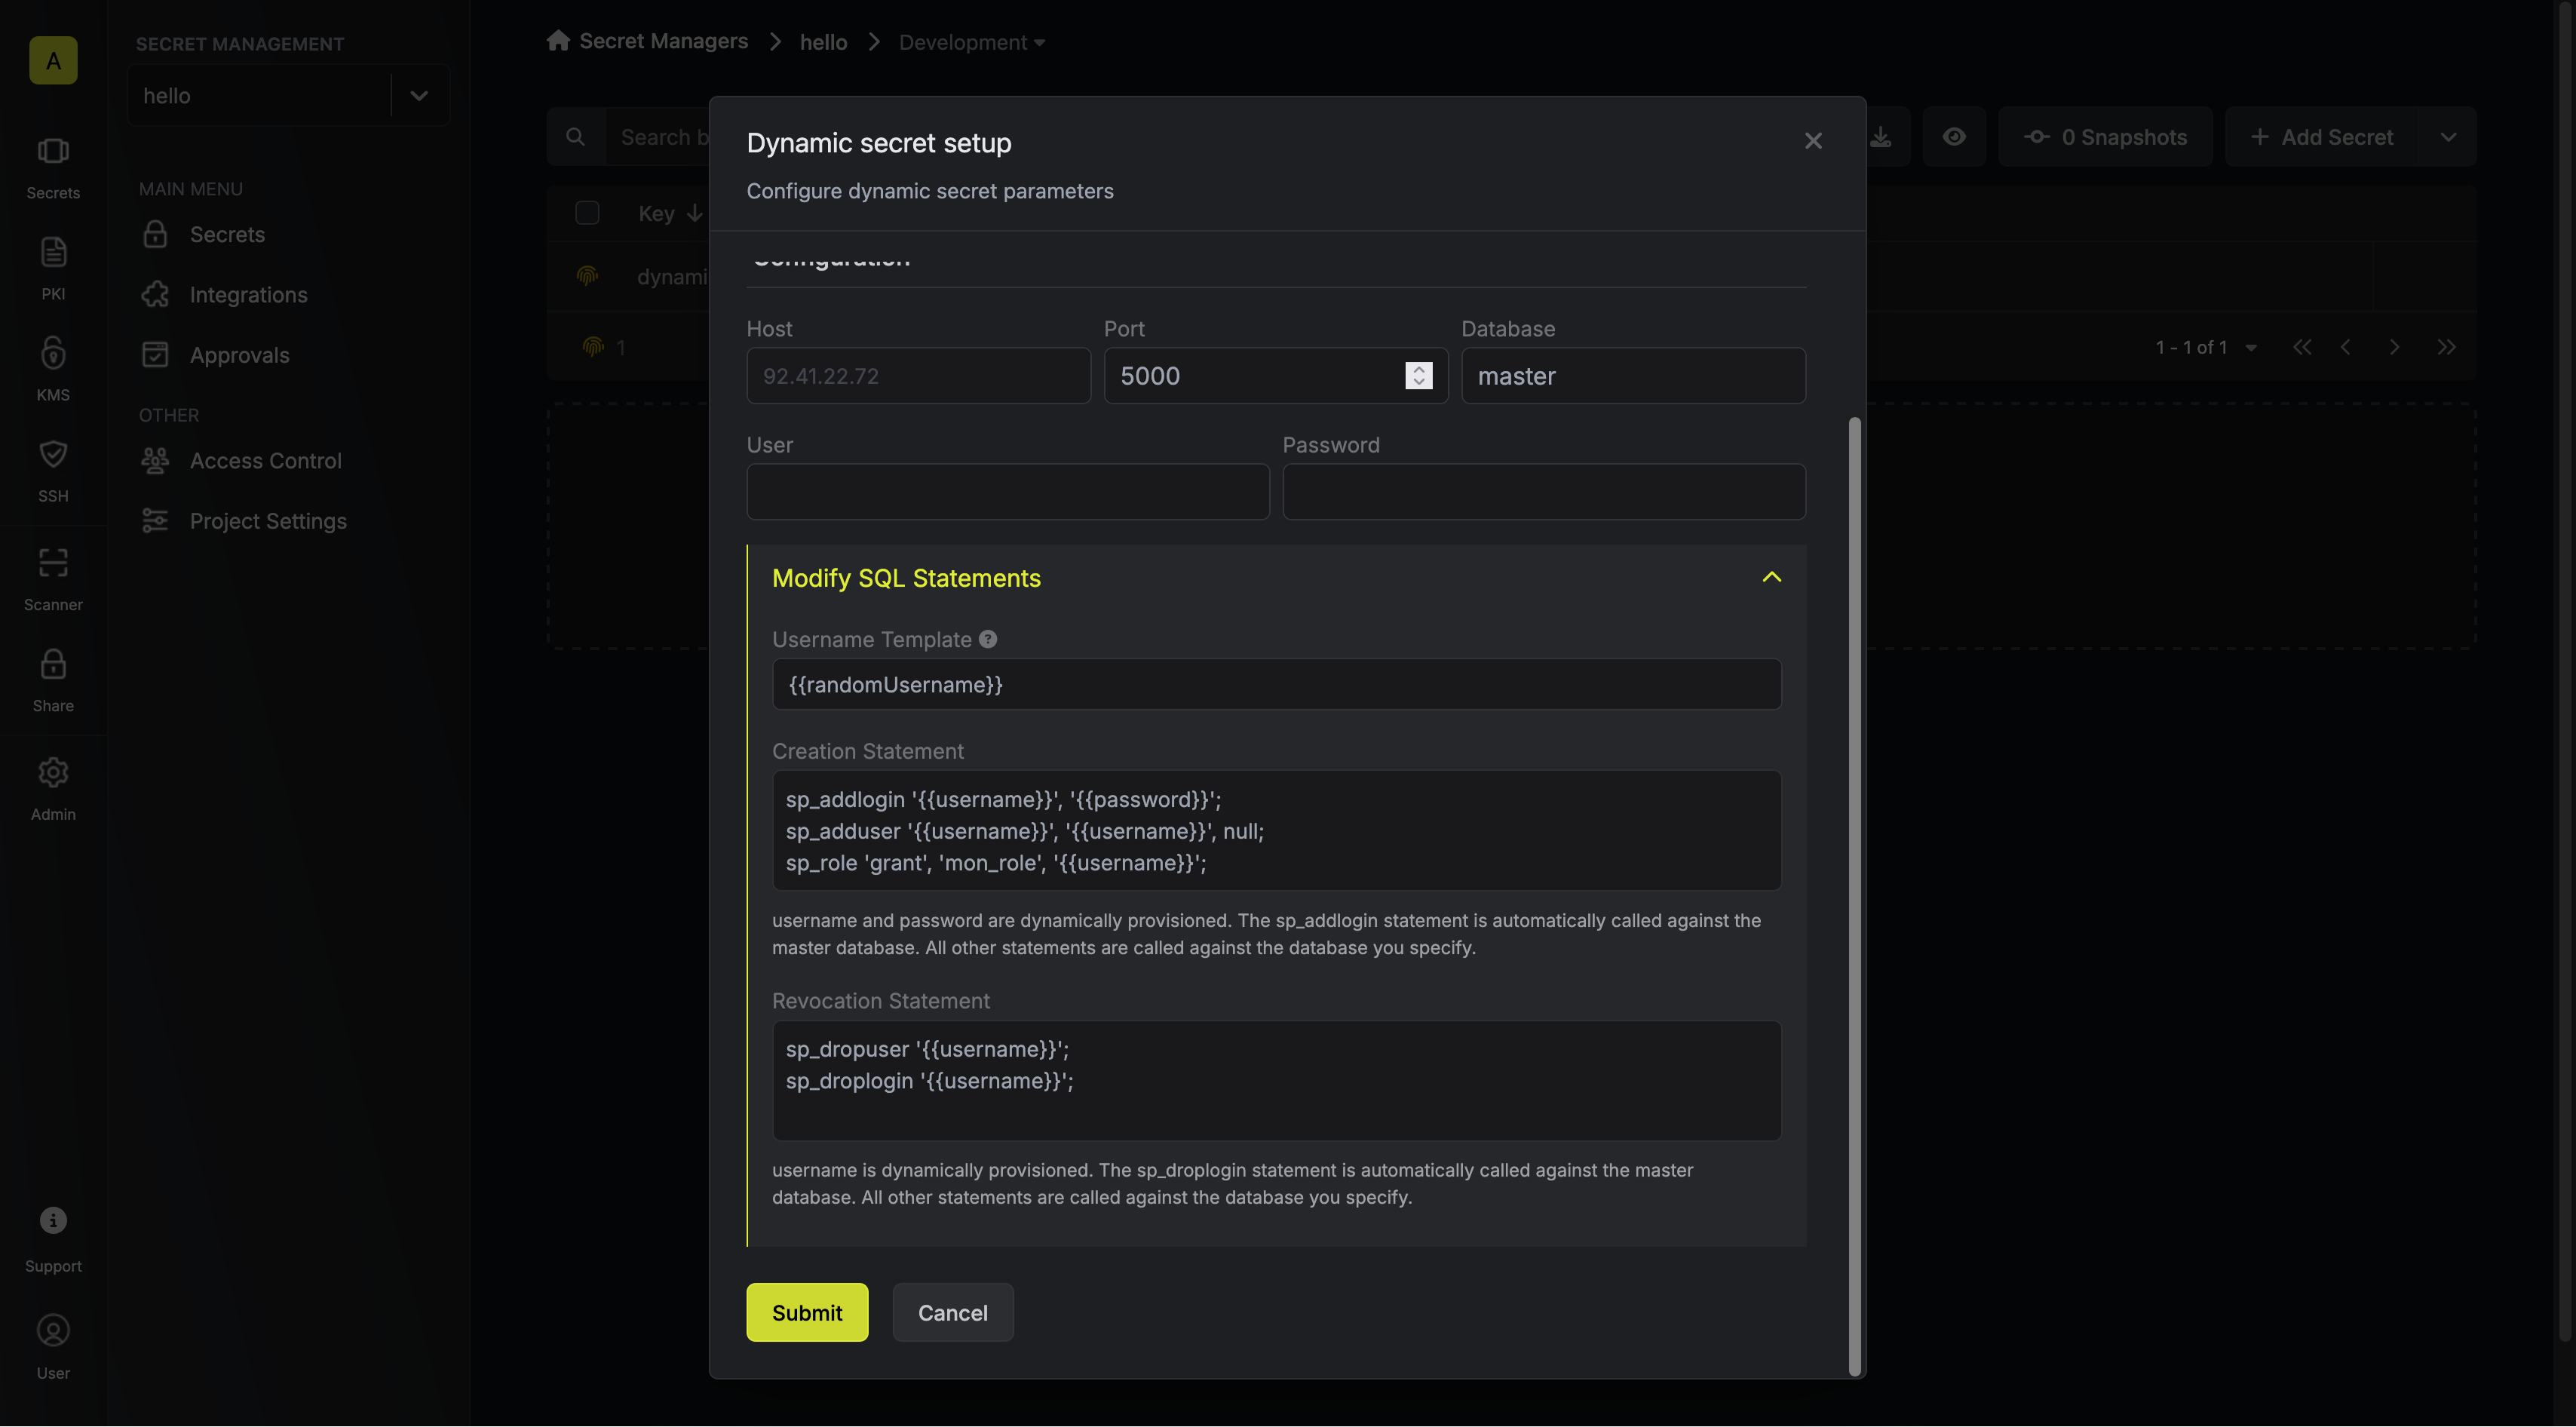 A
Secrets
PKI
KMS
SSH
Scanner
Share
Admin
Support
User
SECRET MANAGEMENT
hello
MAIN MENU
Secrets
Integrations
Approvals
OTHER
Access Control
Project Settings
Secret Managers
hello
Development
Search b
0 Snapshots
Add Secret
Key
dynami
1
1 - 1 of 1
Dynamic secret setup
Configure dynamic secret parameters
Configuration
Host
Port
Database
92.41.22.72
5000
master
User
Password
Modify SQL Statements
Username Template
{{randomUsername}}
Creation Statement
sp_addlogin '{{username}}', '{{password}}';
sp_adduser '{{username}}', '{{username}}', null;
sp_role 'grant', 'mon_role', '{{username}}';
username and password are dynamically provisioned. The sp_addlogin statement is automatically called against the
master database. All other statements are called against the database you specify.
Revocation Statement
sp_dropuser '{{username}}';
sp_droplogin '{{username}}';
username is dynamically provisioned. The sp_droplogin statement is automatically called against the master
database. All other statements are called against the database you specify.
Submit
Cancel